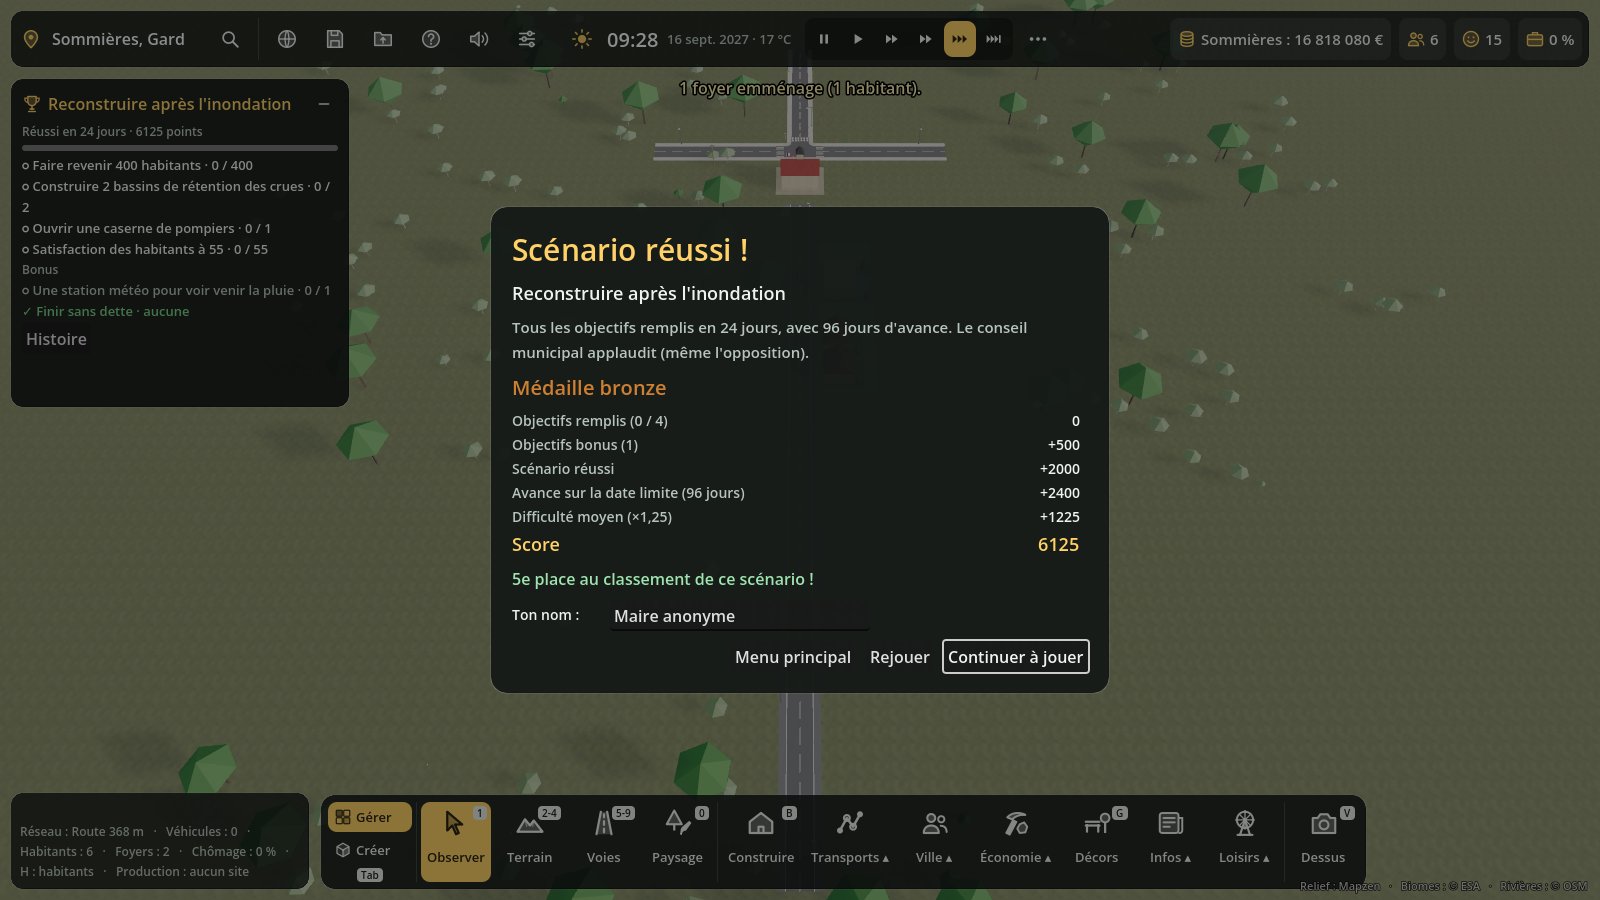 Sommières, Gard
09:28 16 sept. 2027 · 17 °C
Sommières : 16 818 080 €
6
15
0 %
1 foyer emménage (1 habitant).
Reconstruire après l'inondation
Réussi en 24 jours · 6125 points
Faire revenir 400 habitants · 0 / 400
Construire 2 bassins de rétention des crues · 0 /
2
Ouvrir une caserne de pompiers · 0 / 1
Satisfaction des habitants à 55 · 0 / 55
Bonus
Une station météo pour voir venir la pluie · 0 / 1
✓ Finir sans dette · aucune
Histoire
Scénario réussi !
Reconstruire après l'inondation
Tous les objectifs remplis en 24 jours, avec 96 jours d'avance. Le conseil
municipal applaudit (même l'opposition).
Médaille bronze
Objectifs remplis (0 / 4) 0
Objectifs bonus (1) +500
Scénario réussi +2000
Avance sur la date limite (96 jours) +2400
Difficulté moyen (×1,25) +1225
Score 6125
5e place au classement de ce scénario !
Ton nom : Maire anonyme
Menu principal Rejouer Continuer à jouer
Réseau : Route 368 m · Véhicules : 0 ·
Habitants : 6 · Foyers : 2 · Chômage : 0 % ·
H : habitants · Production : aucun site
Gérer
Créer
Tab
1
Observer
2-4
Terrain
5-9
Voies
0
Paysage
B
Construire
Transports ▴
Ville ▴
Économie ▴
G
Décors
Infos ▴
Loisirs ▴
V
Dessus
Relief : Mapzen · Biomes : © ESA · Rivières : © OSM